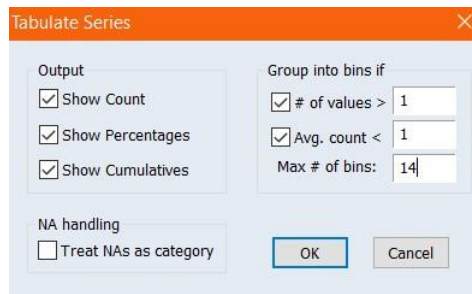 Tabulate Series
Output
Show Count
Show Percentages
Show Cumulatives
Group into bins if
# of values > 1
Avg. count < 1
Max # of bins: 14
NA handling
Treat NAs as category
OK
Cancel